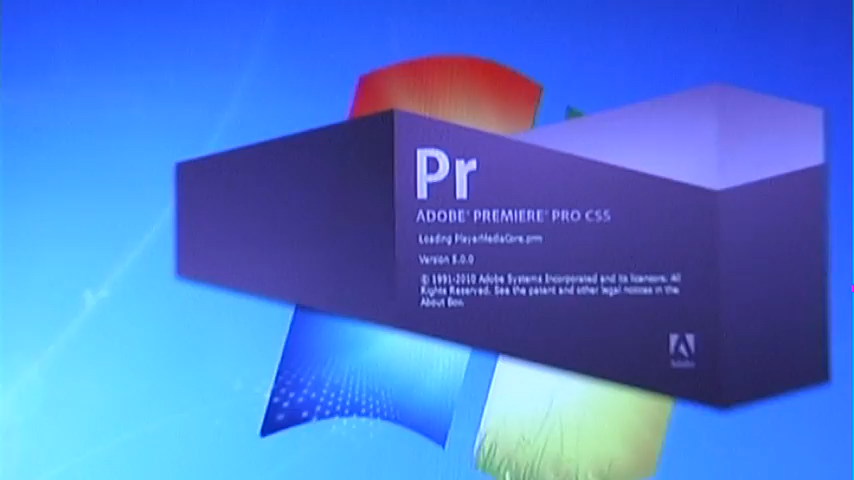 Pr
ADOBE® PREMIERE® PRO CS5
Loading PlayerMediaCore.prm
Version 5.0.0
© 1991-2010 Adobe Systems Incorporated and its licensors. All
Rights Reserved. See the patent and other legal notices in the
About Box.
Adobe